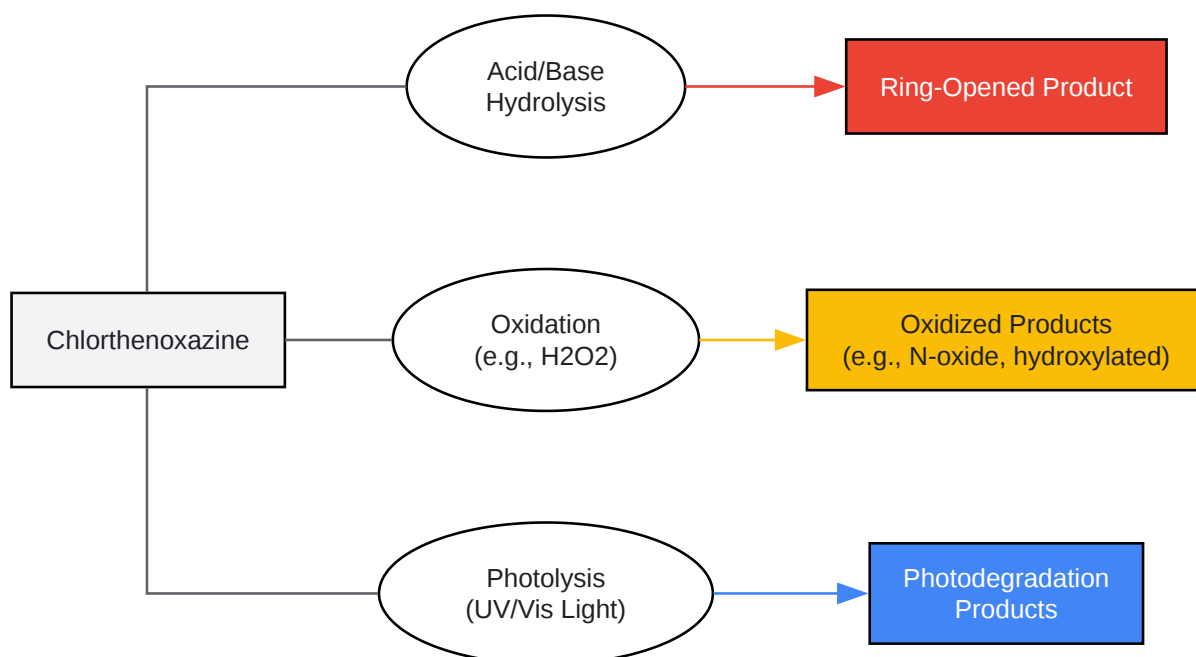 Acid/Base
Hydrolysis
Ring-Opened Product
Chlorthenoxazine
Oxidation
(e.g., H2O2)
Oxidized Products
(e.g., N-oxide, hydroxylated)
Photolysis
(UV/Vis Light)
Photodegradation
Products